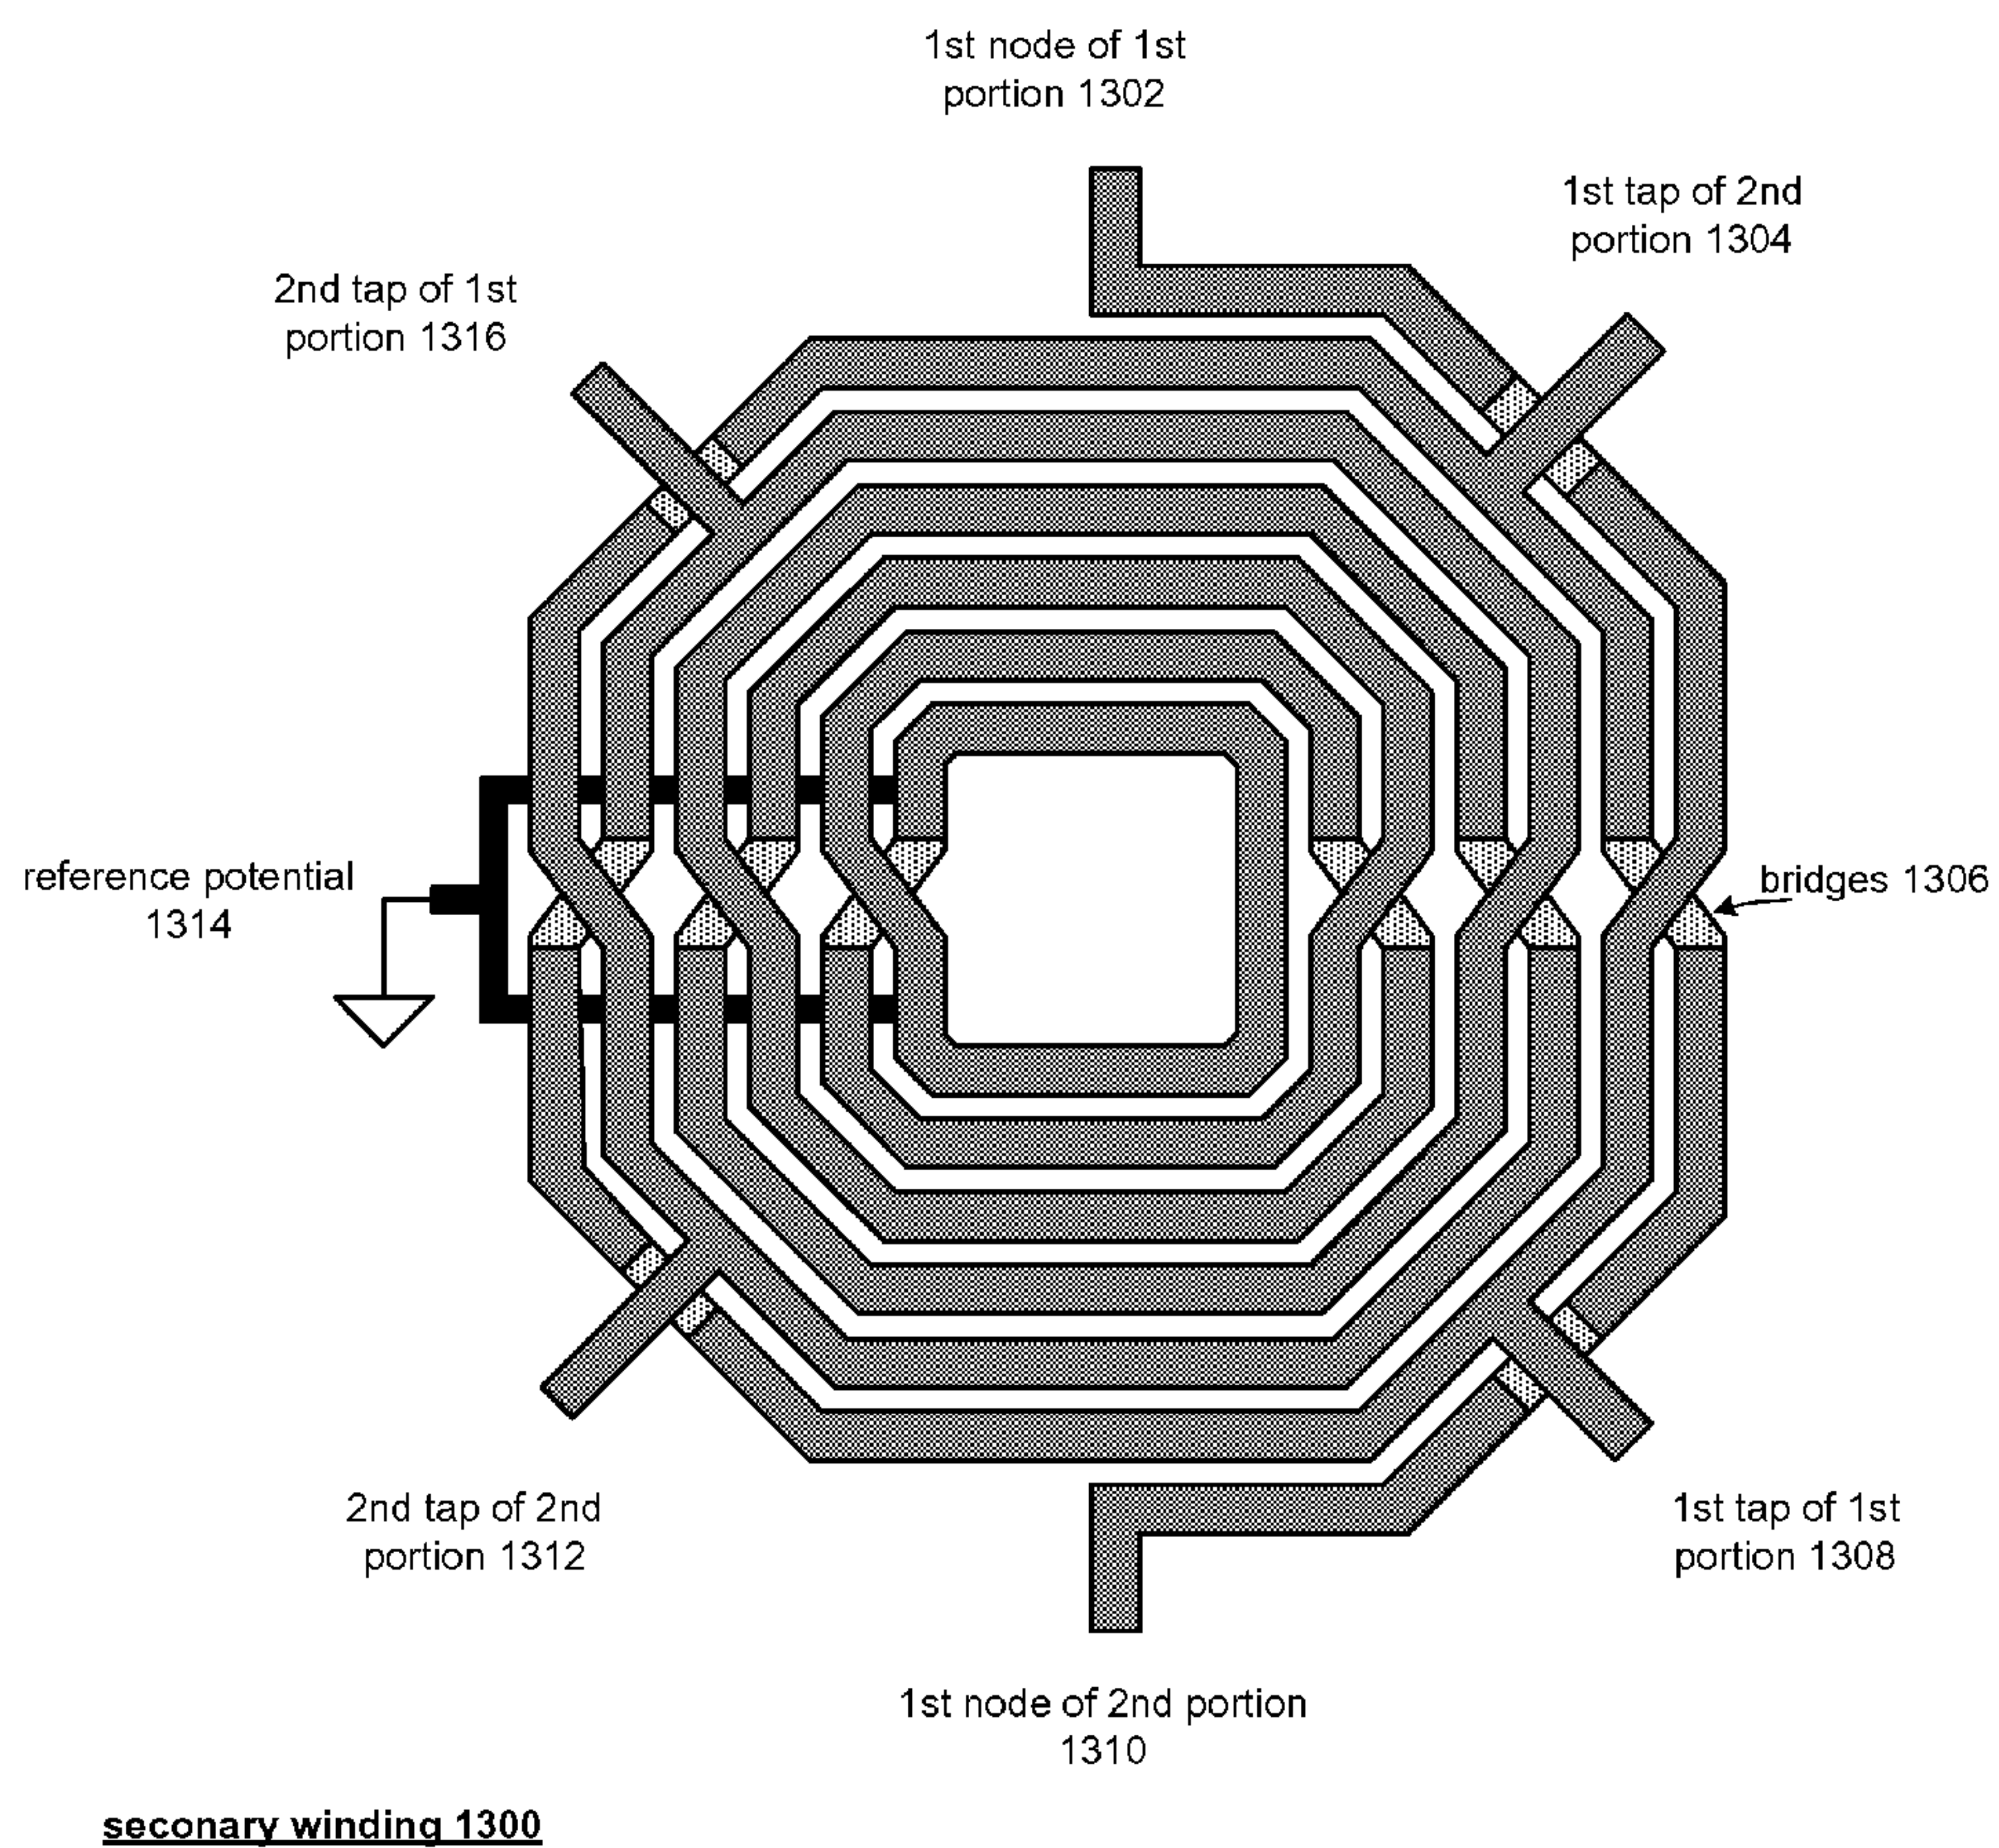 1st node of 1st
portion 1302
1st tap of 2nd
portion 1304
2nd tap of 1st
portion 1316
reference potential
1314
bridges 1306
2nd tap of 2nd
portion 1312
1st tap of 1st
portion 1308
1st node of 2nd portion
1310
seconary winding 1300